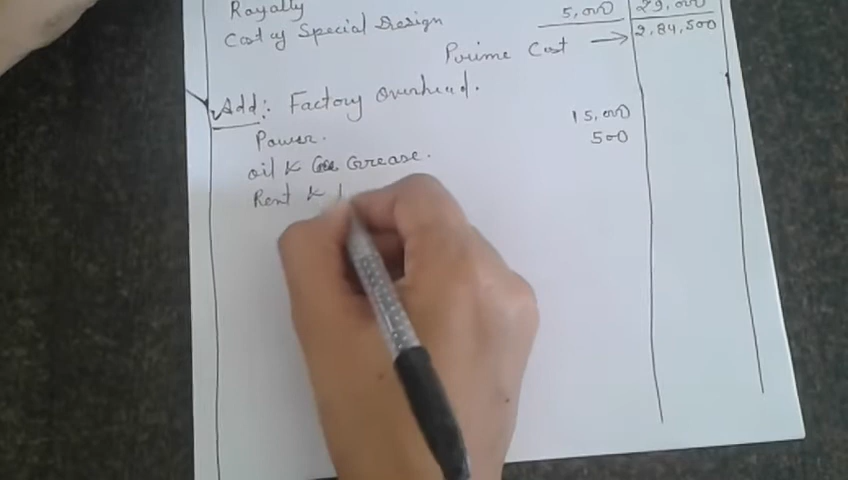 Royalty 29,000
Cost of Special Design 5,000
Prime Cost → 2,84,500
Add: Factory Overhead.
Power. 15,000
oil & Grease. 500
Rent &